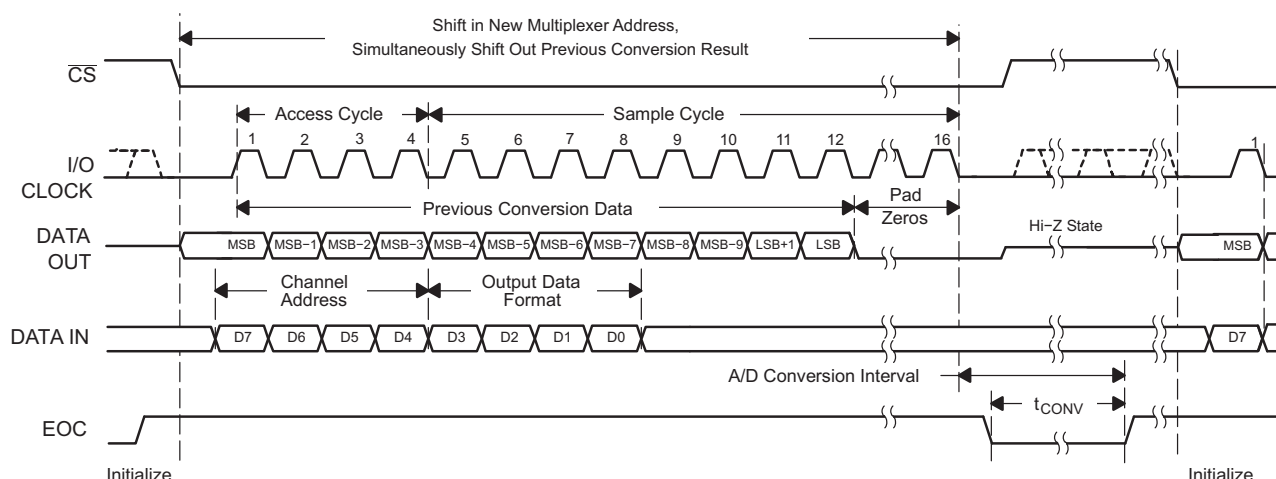 Shift in New Multiplexer Address,
Simultaneously Shift Out Previous Conversion Result
CS
Access Cycle
Sample Cycle
1 2 3 4 5 6 7 8 9 10 11 12 16 1
I/O
CLOCK
Previous Conversion Data
Pad
Zeros
DATA
OUT
MSB MSB−1 MSB−2 MSB−3 MSB−4 MSB−5 MSB−6 MSB−7 MSB−8 MSB−9 LSB+1 LSB
Hi−Z State
MSB
Channel
Address
Output Data
Format
DATA IN
D7 D6 D5 D4 D3 D2 D1 D0 D7
A/D Conversion Interval
tCONV
EOC
Initialize
Initialize